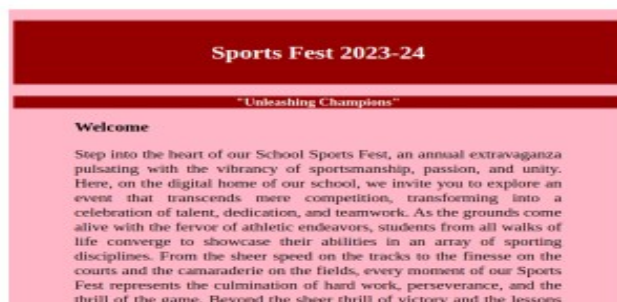 Sports Fest 2023-24
"Unleashing Champions"
Welcome
Step into the heart of our School Sports Fest, an annual extravaganza
pulsating with the vibrancy of sportsmanship, passion, and unity.
Here, on the digital home of our school, we invite you to explore an
event that transcends mere competition, transforming into a
celebration of talent, dedication, and teamwork. As the grounds come
alive with the fervor of athletic endeavors, students from all walks of
life converge to showcase their abilities in an array of sporting
disciplines. From the sheer speed on the tracks to the finesse on the
courts and the camaraderie on the fields, every moment of our Sports
Fest represents the culmination of hard work, perseverance, and the
thrill of the game. Beyond the sheer thrill of victory and the lessons